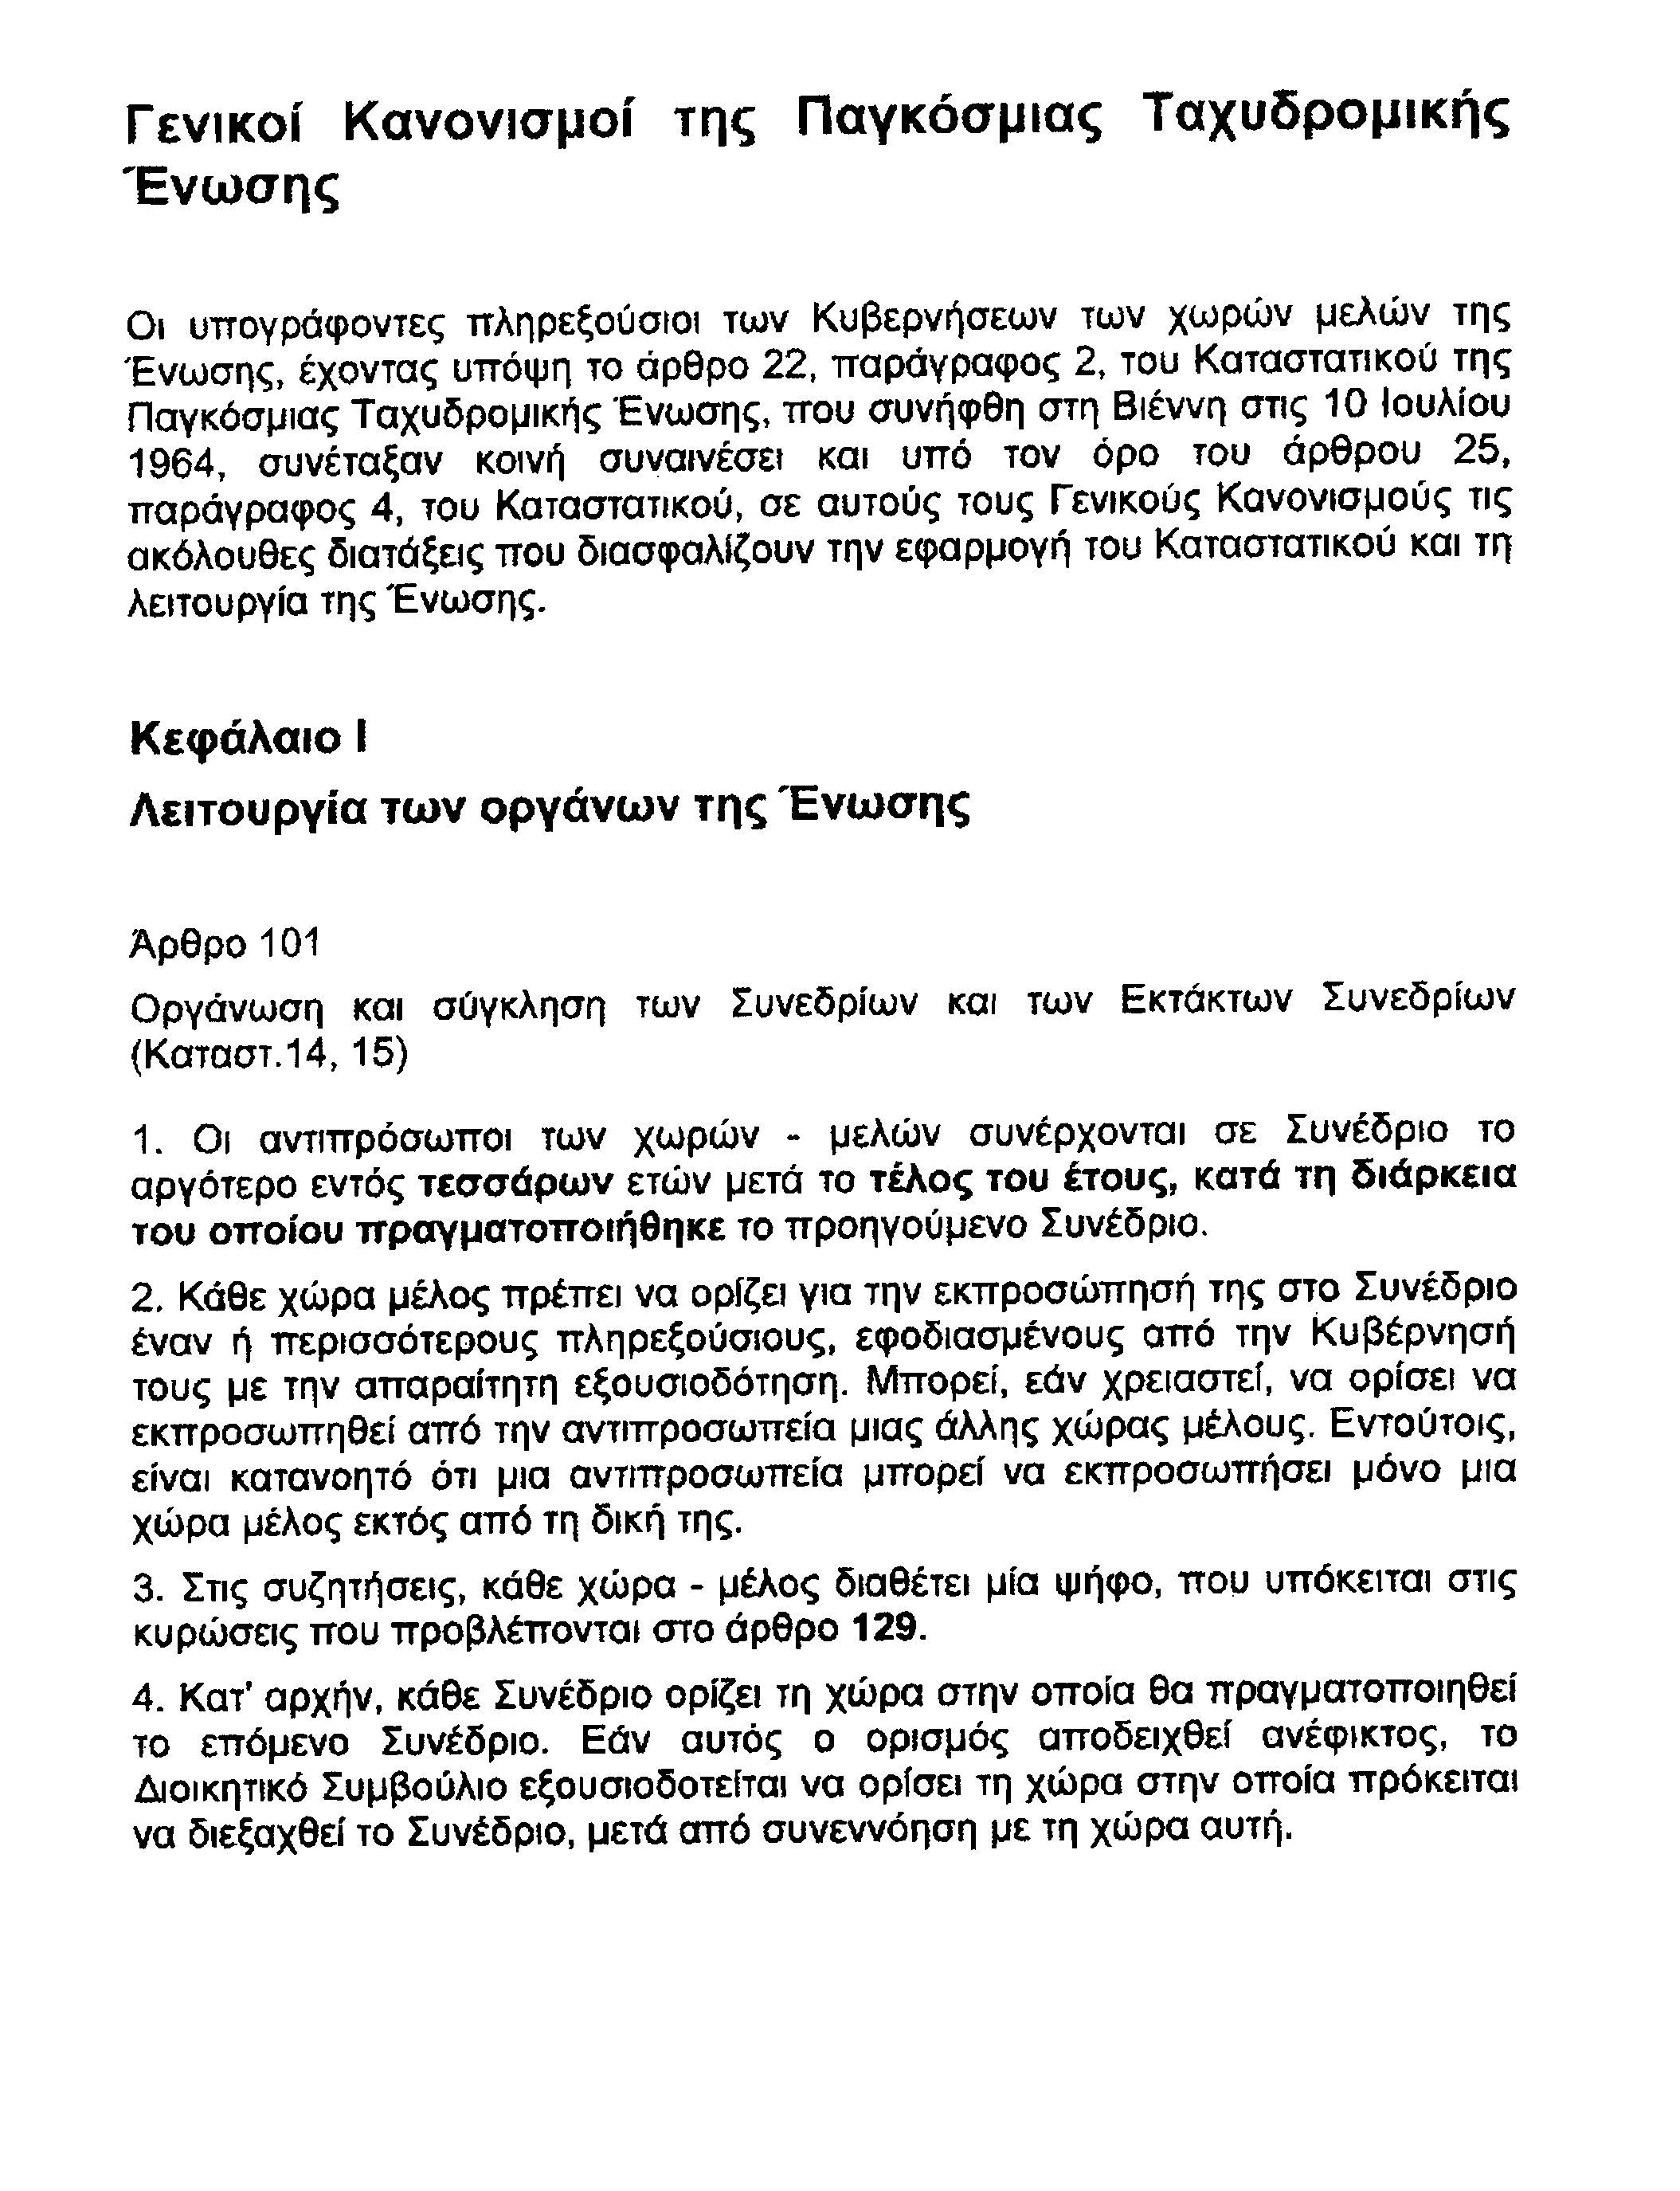 Γενικοί Κανονισμοί της Παγκόσμιας Ταχυδρομικής
Ένωσης
Οι υπογράφοντες πληρεξούσιοι των Κυβερνήσεων των χωρών μελών της
Ένωσης, έχοντας υπόψη το άρθρο 22, παράγραφος 2, του Καταστατικού της
Παγκόσμιας Ταχυδρομικής Ένωσης, που συνήφθη στη Βιέννη στις 10 Ιουλίου
1964, συνέταξαν κοινή συναινέσει και υπό τον όρο του άρθρου 25,
παράγραφος 4, του Καταστατικού, σε αυτούς τους Γενικούς Κανονισμούς τις
ακόλουθες διατάξεις που διασφαλίζουν την εφαρμογή του Καταστατικού και τη
λειτουργία της Ένωσης.
Κεφάλαιο Ι
Λειτουργία των οργάνων της Ένωσης
Άρθρο 101
Οργάνωση και σύγκληση των Συνεδρίων και των Εκτάκτων Συνεδρίων
(Καταστ.14, 15)
1. Οι αντιπρόσωποι των χωρών - μελών συνέρχονται σε Συνέδριο το
αργότερο εντός τεσσάρων ετών μετά το τέλος του έτους, κατά τη διάρκεια
του οποίου πραγματοποιήθηκε το προηγούμενο Συνέδριο.
2. Κάθε χώρα μέλος πρέπει να ορίζει για την εκπροσώπησή της στο Συνέδριο
έναν ή περισσότερους πληρεξούσιους, εφοδιασμένους από την Κυβέρνησή
τους με την απαραίτητη εξουσιοδότηση. Μπορεί, εάν χρειαστεί, να ορίσει να
εκπροσωπηθεί από την αντιπροσωπεία μιας άλλης χώρας μέλους. Εντούτοις,
είναι κατανοητό ότι μια αντιπροσωπεία μπορεί να εκπροσωπήσει μόνο μια
χώρα μέλος εκτός από τη δική της.
3. Στις συζητήσεις, κάθε χώρα - μέλος διαθέτει μία ψήφο, που υπόκειται στις
κυρώσεις που προβλέπονται στο άρθρο 129.
4. Κατ' αρχήν, κάθε Συνέδριο ορίζει τη χώρα στην οποία θα πραγματοποιηθεί
το επόμενο Συνέδριο. Εάν αυτός ο ορισμός αποδειχθεί ανέφικτος, το
Διοικητικό Συμβούλιο εξουσιοδοτείται να ορίσει τη χώρα στην οποία πρόκειται
να διεξαχθεί το Συνέδριο, μετά από συνεννόηση με τη χώρα αυτή.